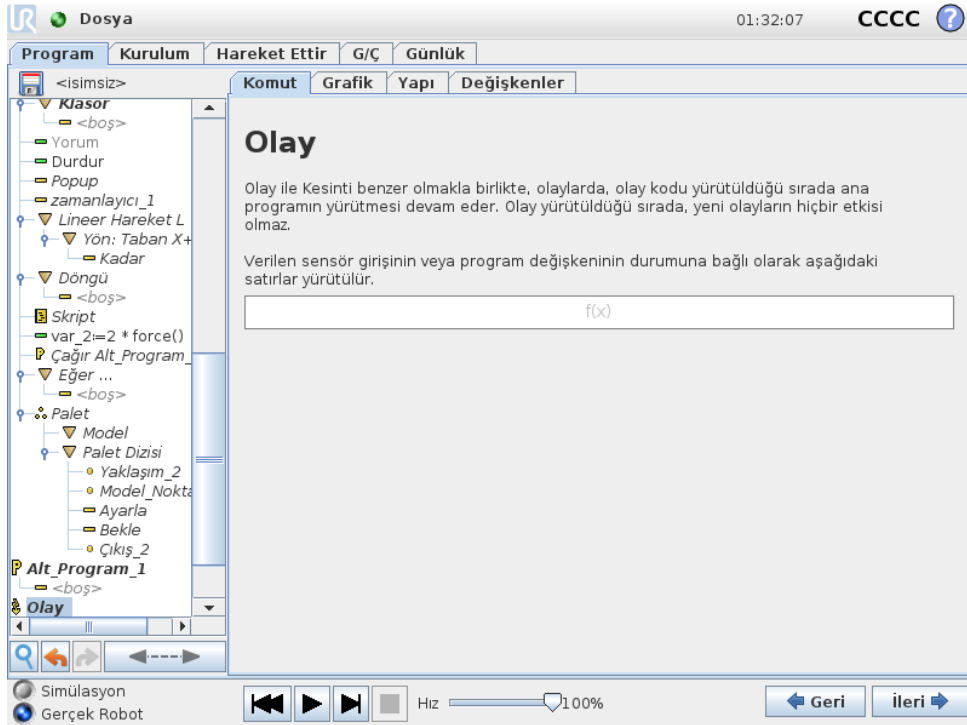 Dosya
01:32:07
CCCC
?
Program Kurulum Hareket Ettir G/Ç Günlük
<isimsiz>
Komut Grafik Yapı Değişkenler
Klasör
<boş>
Yorum
Durdur
Popup
zamanlayıcı_1
Lineer Hareket L
Yön: Taban X+
Kadar
Döngü
<boş>
Skript
var_2:=2 * force()
Çağır Alt_Program_
Eğer ...
<boş>
Palet
Model
Palet Dizisi
Yaklaşım_2
Model_Nokta
Ayarla
Bekle
Çıkış_2
Alt_Program_1
<boş>
Olay
Olay
Olay ile Kesinti benzer olmakla birlikte, olaylarda, olay kodu yürütüldüğü sırada ana
programın yürütmesi devam eder. Olay yürütüldüğü sırada, yeni olayların hiçbir etkisi
olmaz.
Verilen sensör girişinin veya program değişkeninin durumuna bağlı olarak aşağıdaki
satırlar yürütülür.
f(x)
Simülasyon
Gerçek Robot
Hız 100%
Geri İleri